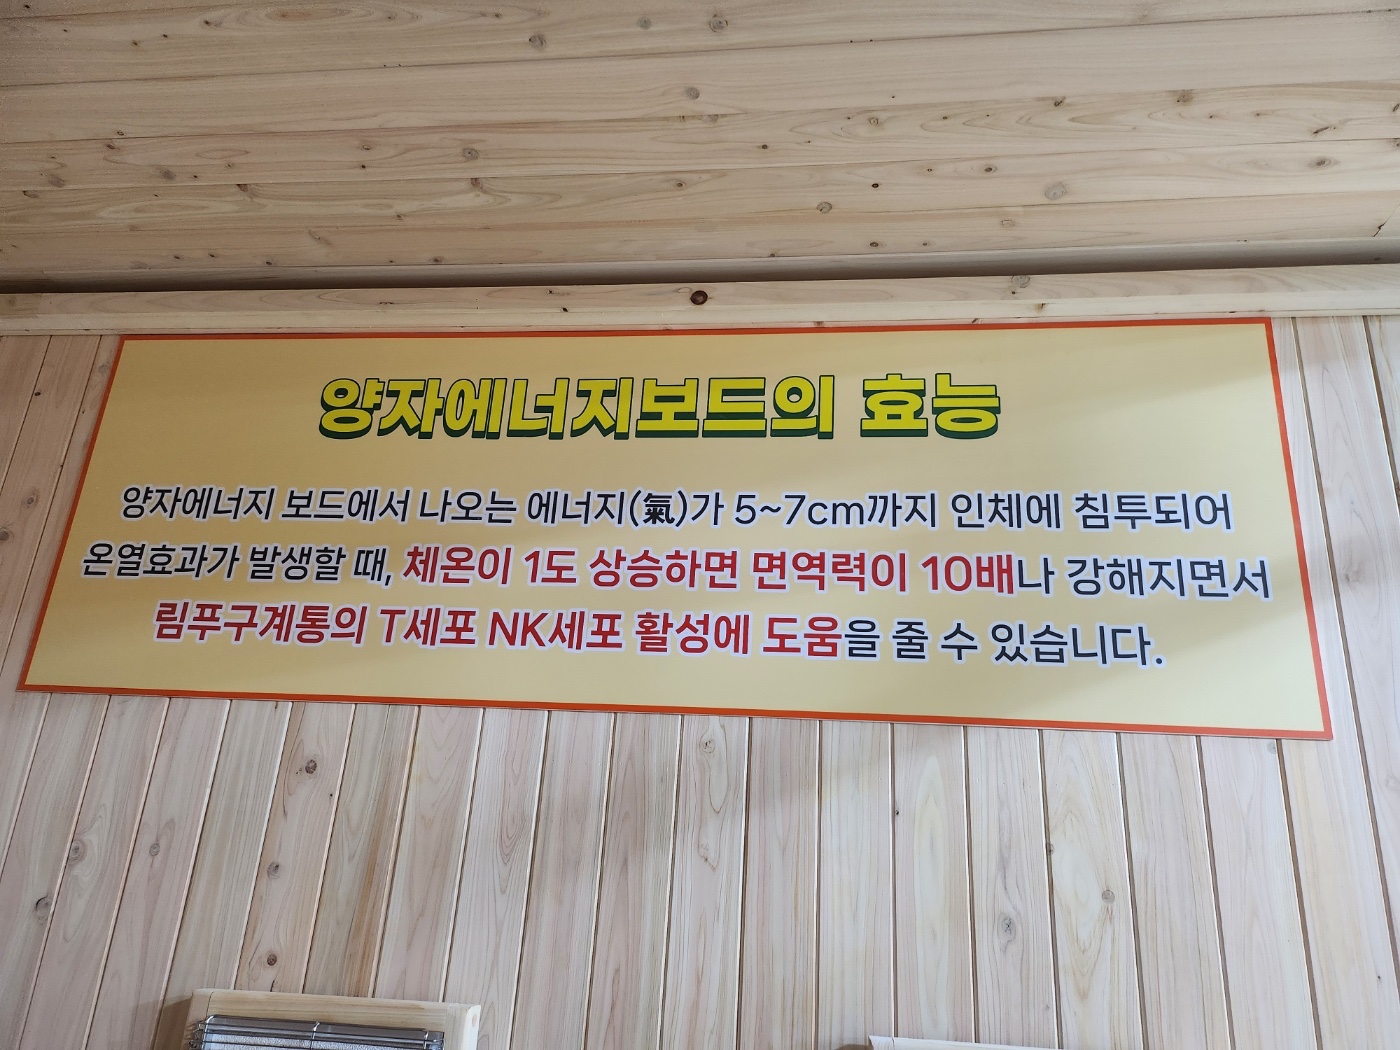 양자에너지보드의 효능
양자에너지 보드에서 나오는 에너지(氣)가 5~7cm까지 인체에 침투되어
온열효과가 발생할 때, 체온이 1도 상승하면 면역력이 10배나 강해지면서
림푸구계통의 T세포 NK세포 활성에 도움을 줄 수 있습니다.